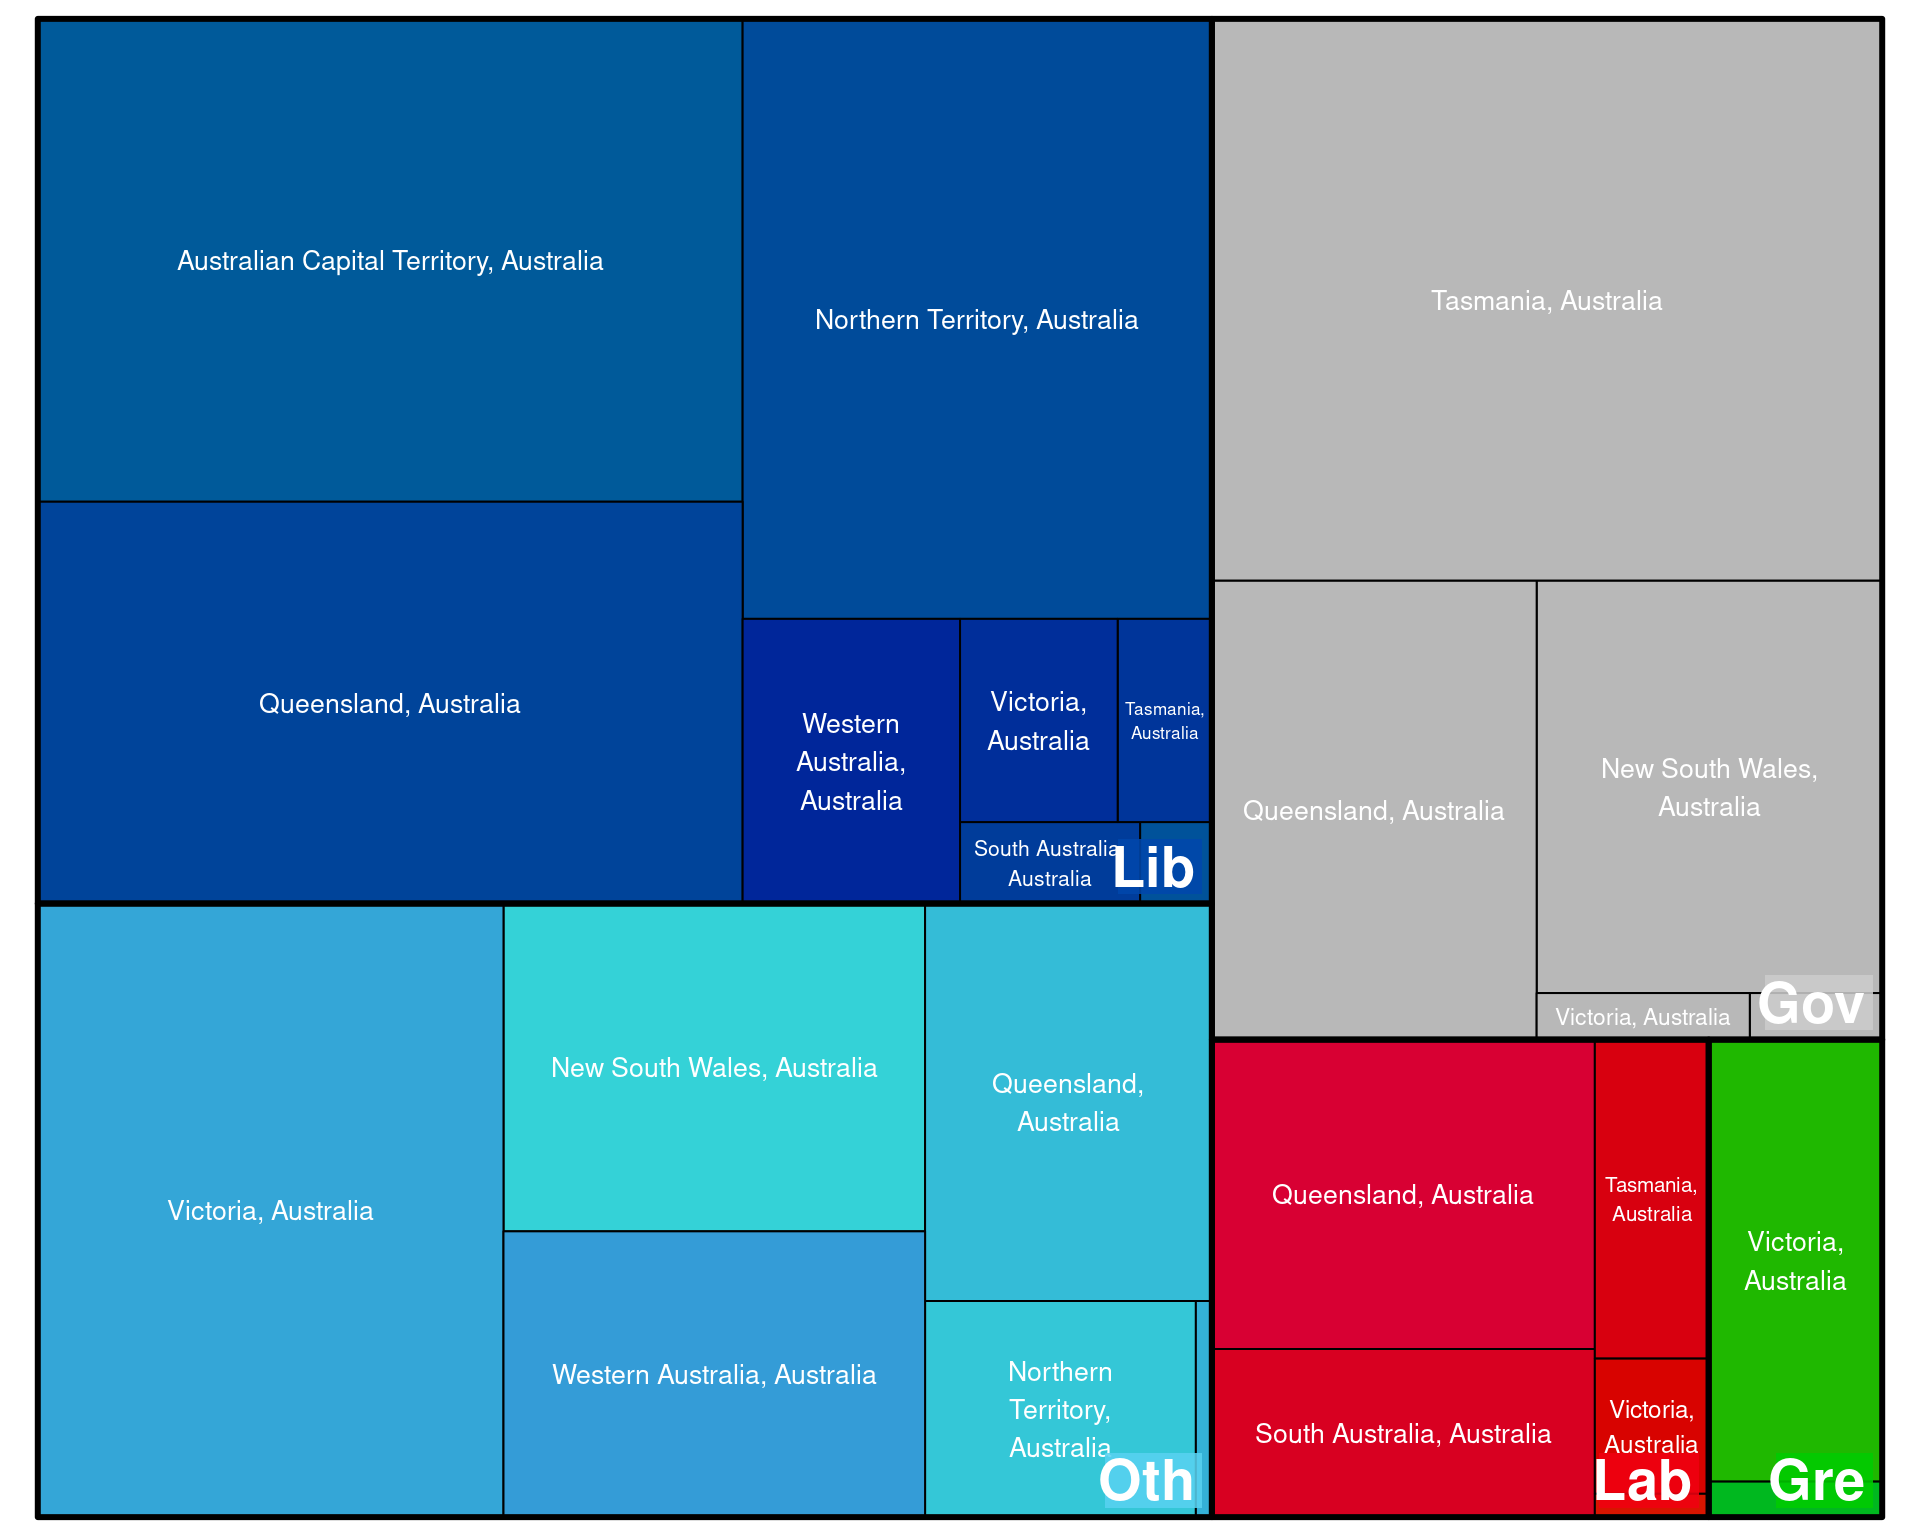 Australian Capital Territory, Australia
Northern Territory, Australia
Queensland, Australia
Western
Australia,
Australia
Victoria,
Australia
Tasmania,
Australia
South Australia
Australia
Lib
Tasmania, Australia
Queensland, Australia
New South Wales,
Australia
Victoria, Australia
Gov
Victoria, Australia
New South Wales, Australia
Western Australia, Australia
Queensland,
Australia
Northern
Territory,
Australia
Oth
Queensland, Australia
South Australia, Australia
Tasmania,
Australia
Victoria,
Australia
Lab
Victoria,
Australia
Gre